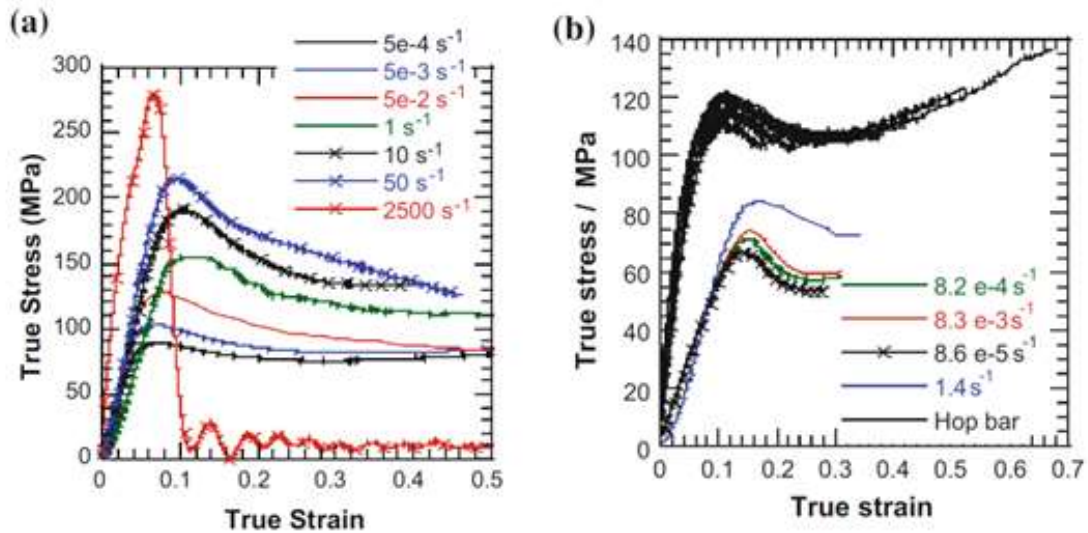 (a)
5e-4 s⁻¹
5e-3 s⁻¹
5e-2 s⁻¹
1 s⁻¹
10 s⁻¹
50 s⁻¹
2500 s⁻¹
300
250
200
150
100
50
0
True Stress (MPa)
0 0.1 0.2 0.3 0.4 0.5
True Strain
(b)
140
120
100
80
60
40
20
0
True stress / MPa
8.2 e-4 s⁻¹
8.3 e-3s⁻¹
8.6 e-5 s⁻¹
1.4 s⁻¹
Hop bar
0 0.1 0.2 0.3 0.4 0.5 0.6 0.7
True strain